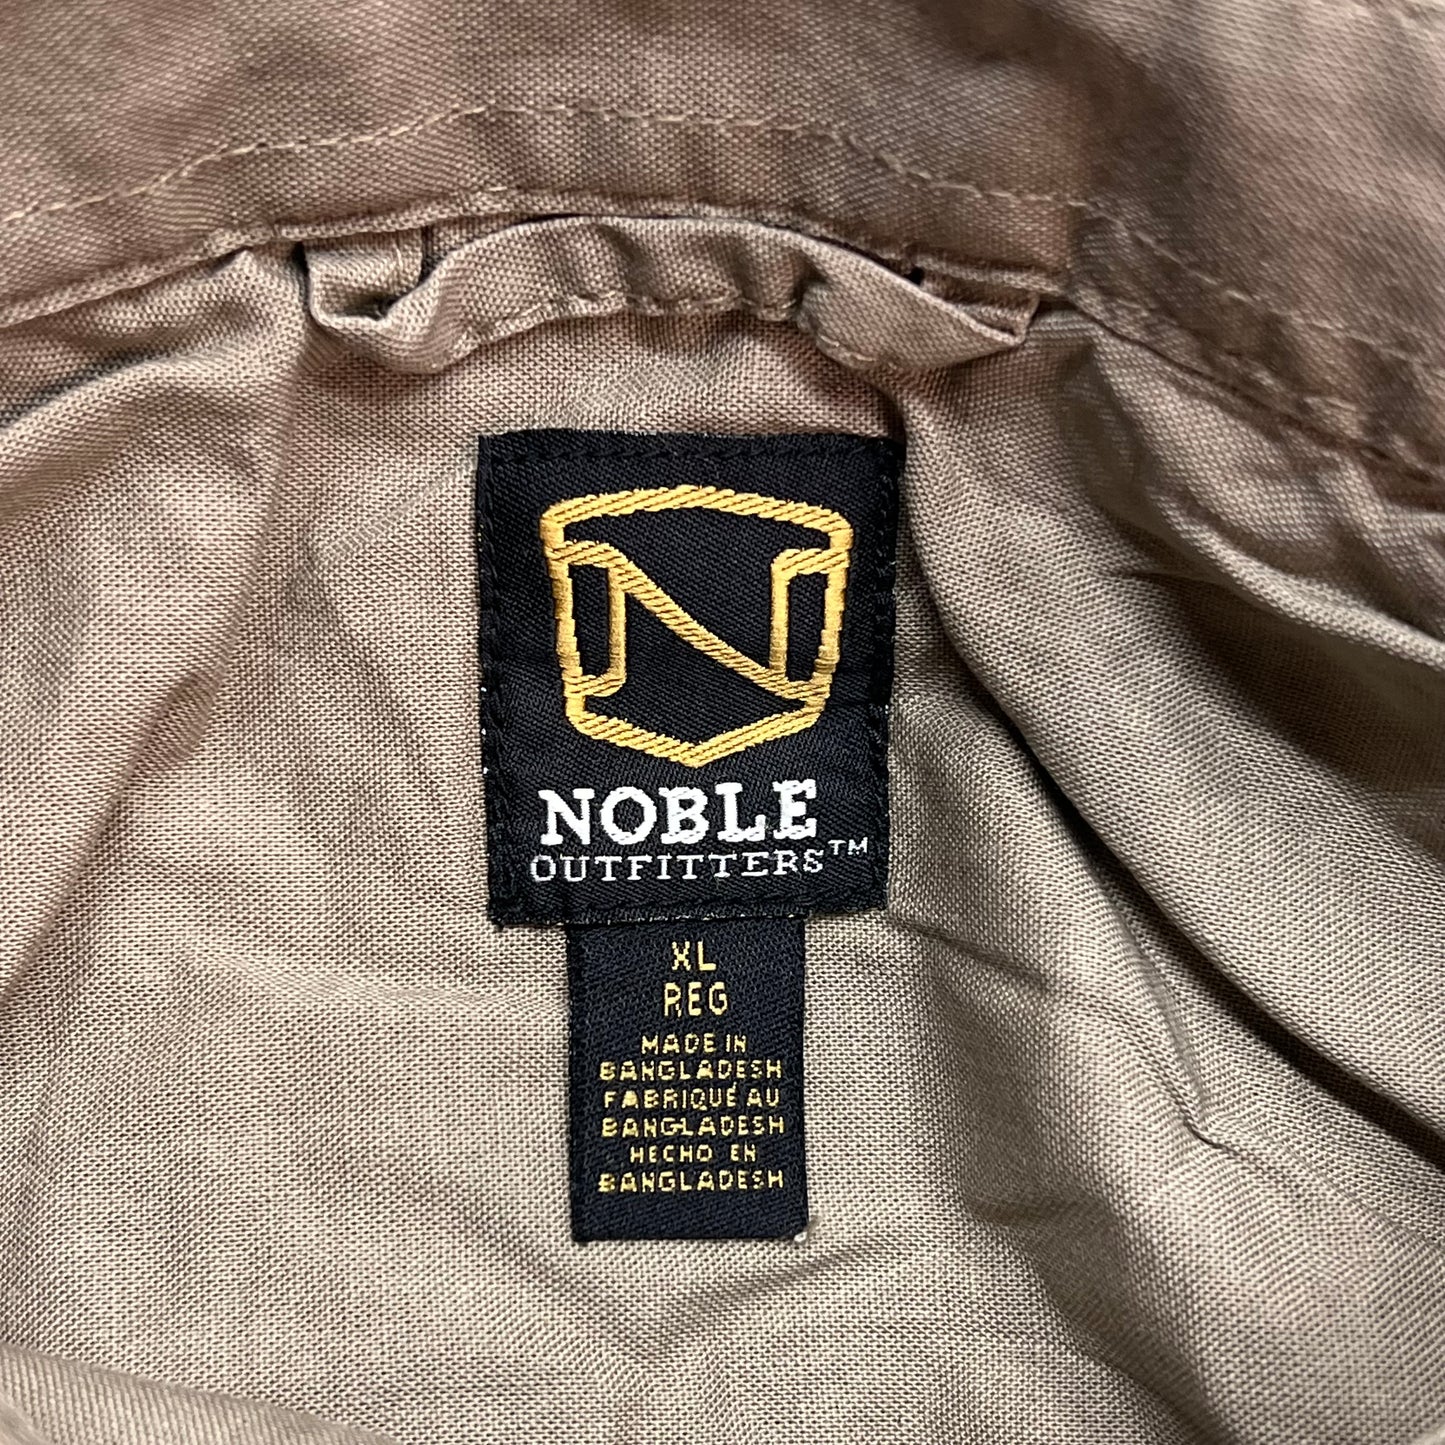 N
NOBLE
OUTFITTERS™
XL
REG
MADE IN
BANGLADESH
FABRIQUÉ AU
BANGLADESH
HECHO EN
BANGLADESH